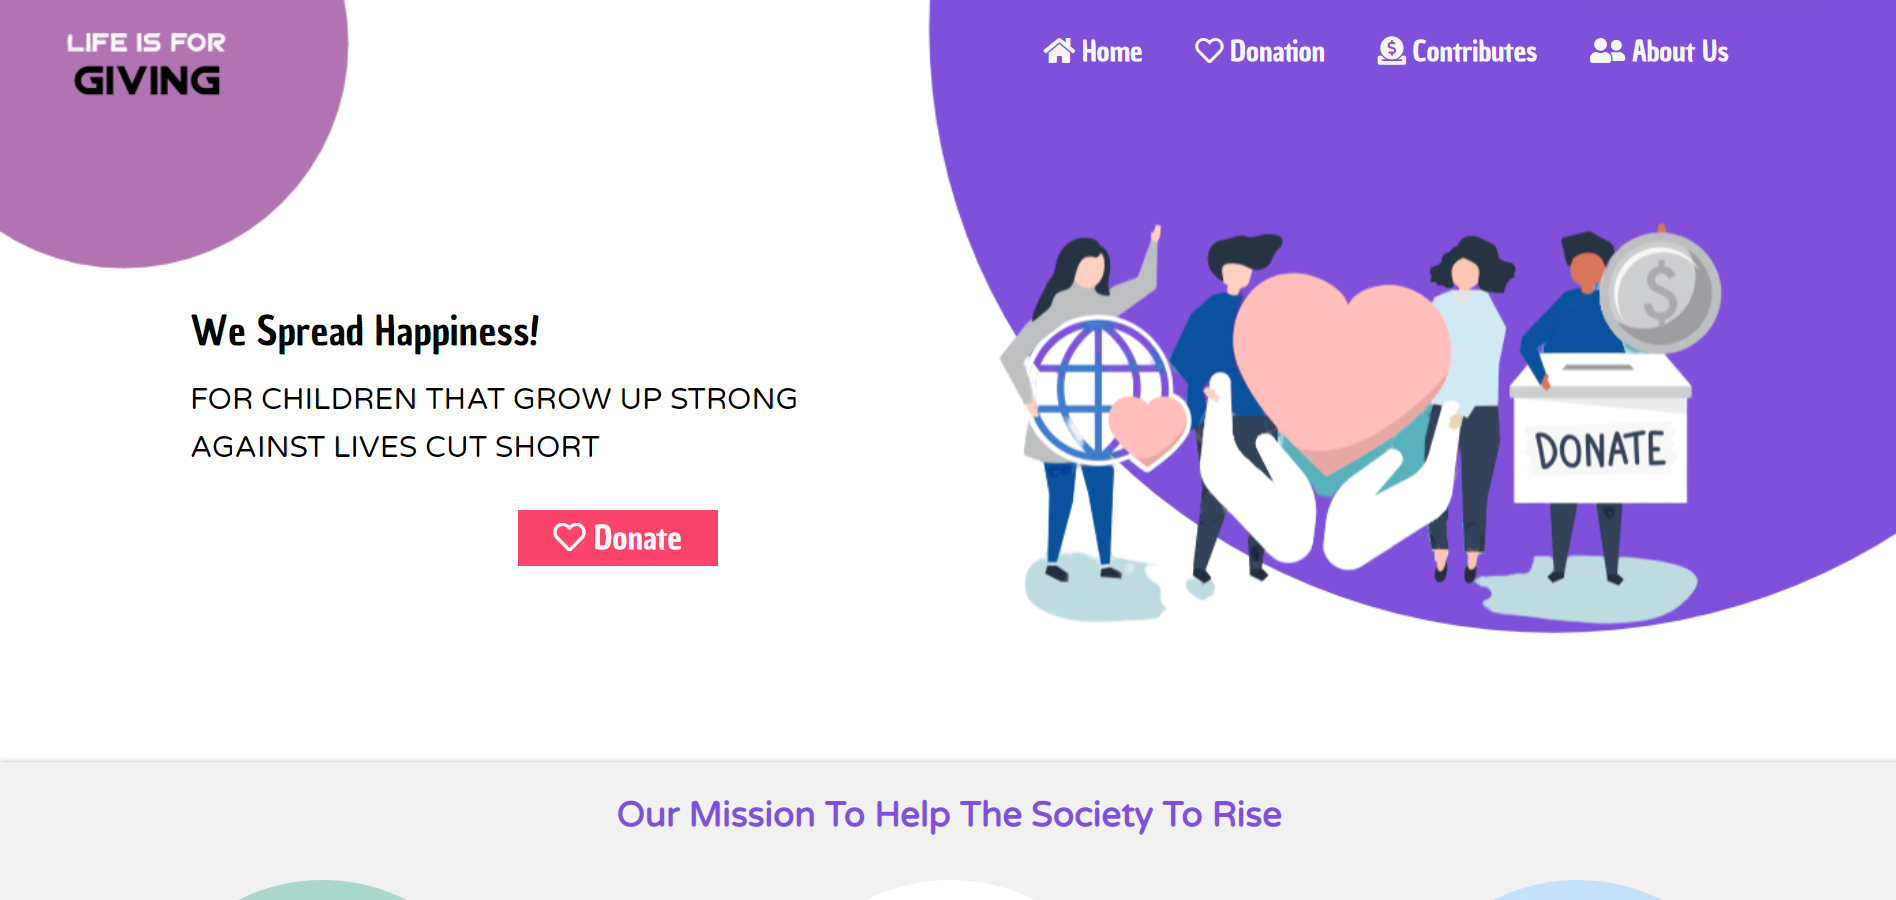 LIFE IS FOR
GIVING
Home
Donation
$
Contributes
About Us
We Spread Happiness!
FOR CHILDREN THAT GROW UP STRONG
AGAINST LIVES CUT SHORT
Donate
$
DONATE
Our Mission To Help The Society To Rise